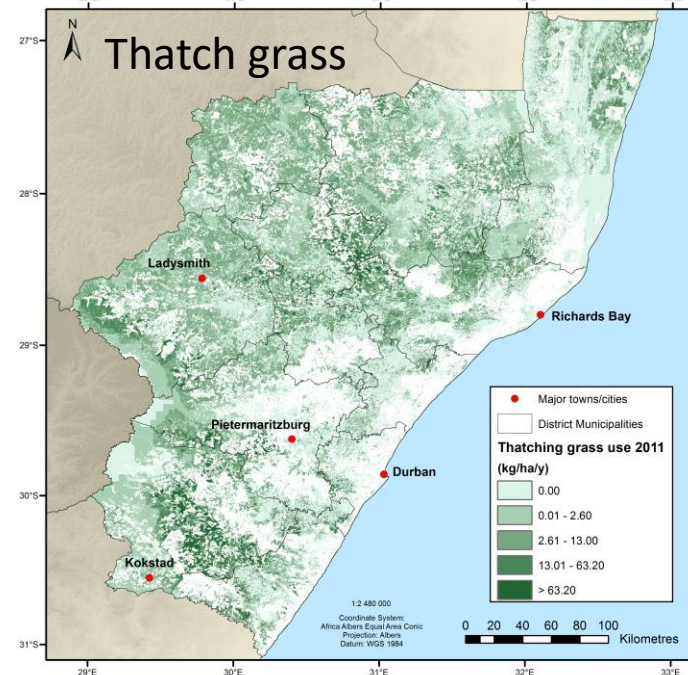 N
Thatch grass
27°S
28°S
29°S
30°S
31°S
Ladysmith
Richards Bay
Pietermaritzburg
Durban
Kokstad
Major towns/cities
District Municipalities
Thatching grass use 2011
(kg/ha/y)
0.00
0.01 - 2.60
2.61 - 13.00
13.01 - 63.20
> 63.20
1:2 480 000
Coordinate System:
Africa Albers Equal Area Conic
Projection: Albers
Datum: WGS 1984
0 20 40 60 80 100
Kilometres
29°E 30°E 31°E 32°E 33°E